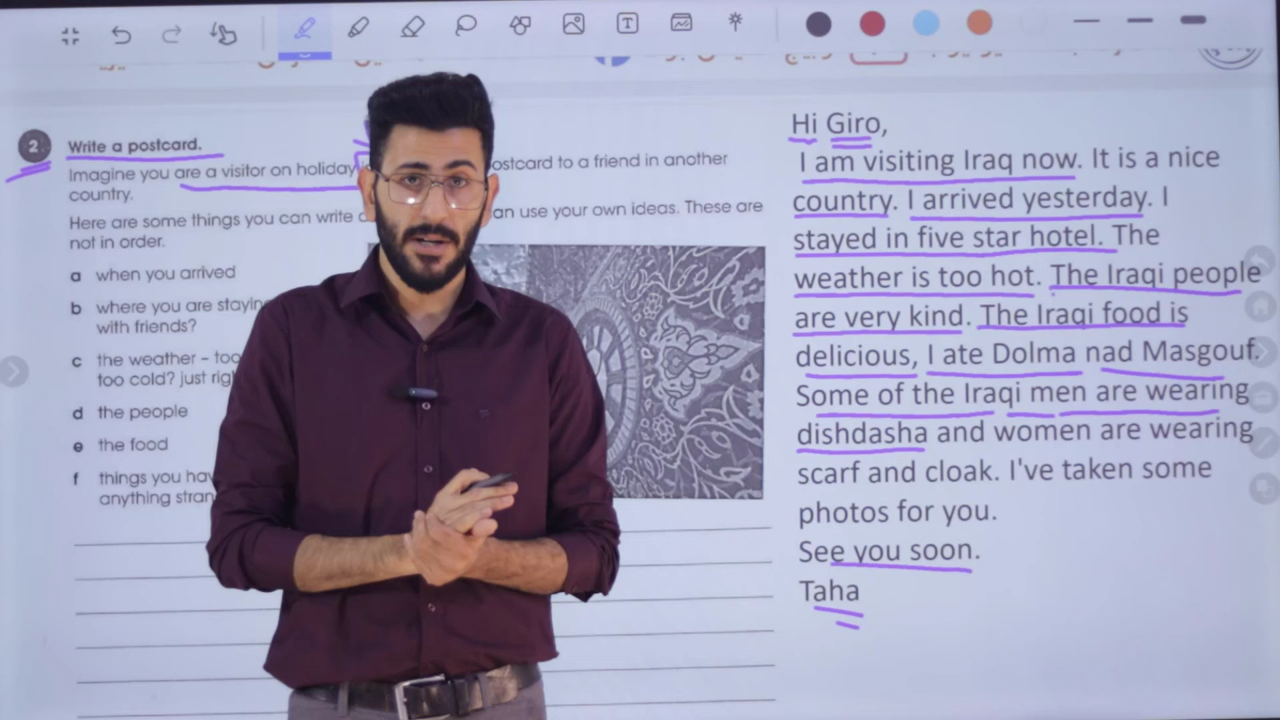 2 Write a postcard.
Imagine you are a visitor on holiday ostcard to a friend in another
country.
Here are some things you can write an use your own ideas. These are
not in order.
a when you arrived
b where you are staying
with friends?
c the weather – too
too cold? just
d the people
e the food
f things you
anything
Hi Giro,
I am visiting Iraq now. It is a nice
country. I arrived yesterday. I
stayed in five star hotel. The
weather is too hot. The Iraqi people
are very kind. The Iraqi food is
delicious, I ate Dolma nad Masgouf.
Some of the Iraqi men are wearing
dishdasha and women are wearing
scarf and cloak. I've taken some
photos for you.
See you soon.
Taha